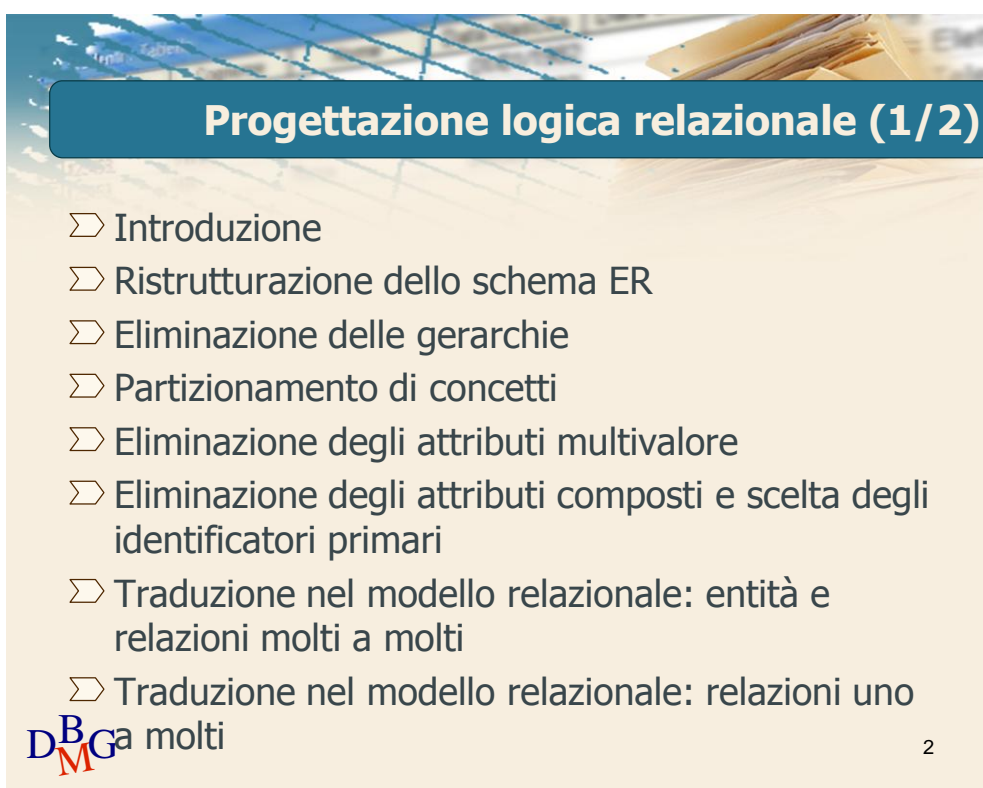 Progettazione logica relazionale (1/2)
Introduzione
Ristrutturazione dello schema ER
Eliminazione delle gerarchie
Partizionamento di concetti
Eliminazione degli attributi multivalore
Eliminazione degli attributi composti e scelta degli
identificatori primari
Traduzione nel modello relazionale: entità e
relazioni molti a molti
Traduzione nel modello relazionale: relazioni uno
a molti
DBMG
2